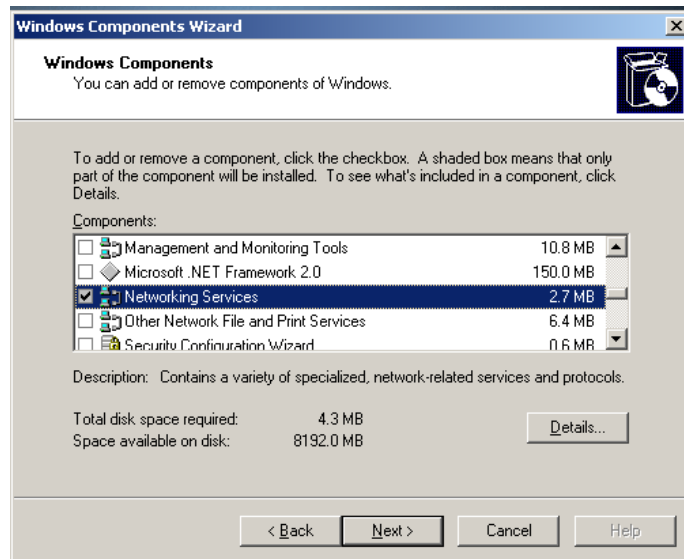 Windows Components Wizard
Windows Components
You can add or remove components of Windows.
To add or remove a component, click the checkbox. A shaded box means that only
part of the component will be installed. To see what's included in a component, click
Details.
Components:
Management and Monitoring Tools 10.8 MB
Microsoft .NET Framework 2.0 150.0 MB
Networking Services 2.7 MB
Other Network File and Print Services 6.4 MB
Security Configuration Wizard 0.6 MB
Description: Contains a variety of specialized, network-related services and protocols.
Total disk space required: 4.3 MB
Space available on disk: 8192.0 MB
Details...
< Back
Next >
Cancel
Help